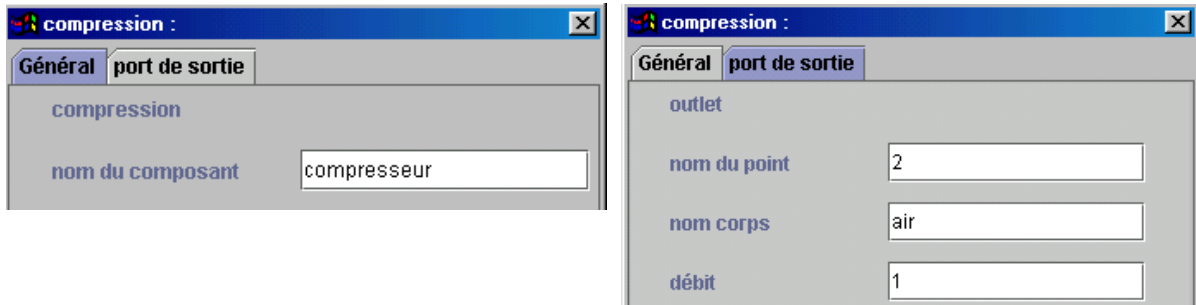 compression :
Général port de sortie
compression
nom du composant compresseur
compression :
Général port de sortie
outlet
nom du point 2
nom corps air
débit 1